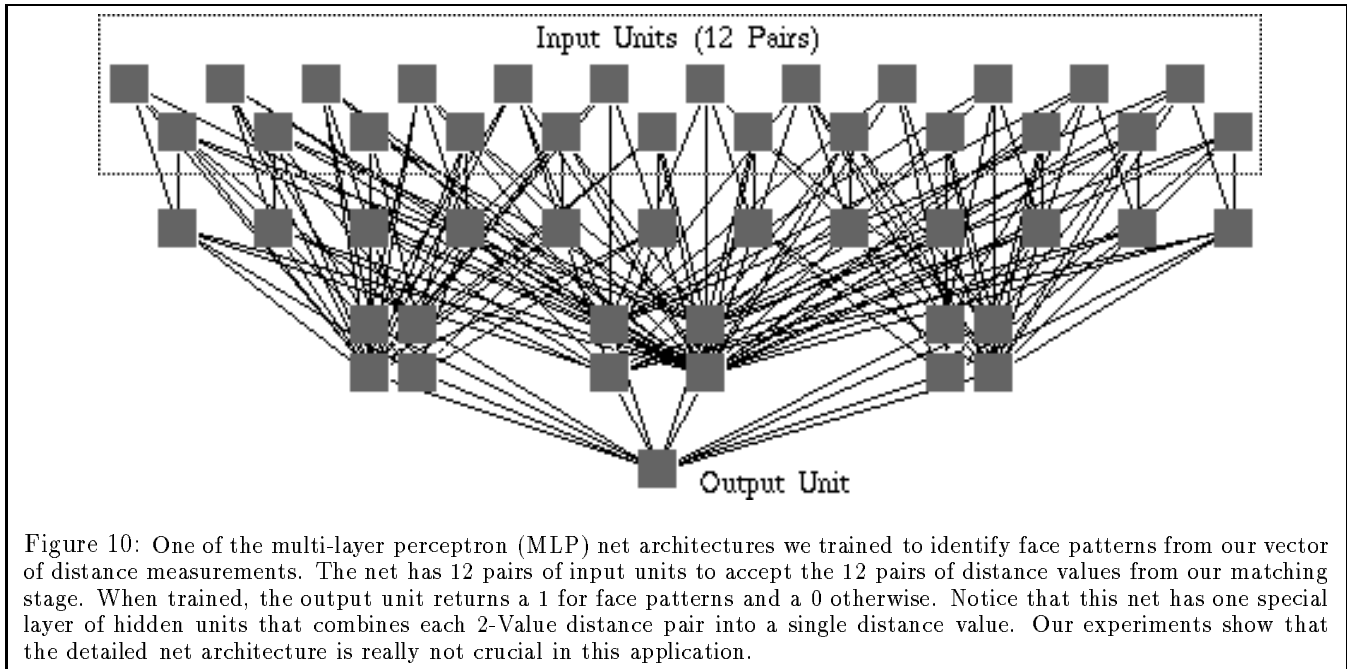 Input Units (12 Pairs)
Output Unit
Figure 10: One of the multi-layer perceptron (MLP) net architectures we trained to identify face patterns from our vector
of distance measurements. The net has 12 pairs of input units to accept the 12 pairs of distance values from our matching
stage. When trained, the output unit returns a 1 for face patterns and a 0 otherwise. Notice that this net has one special
layer of hidden units that combines each 2-Value distance pair into a single distance value. Our experiments show that
the detailed net architecture is really not crucial in this application.